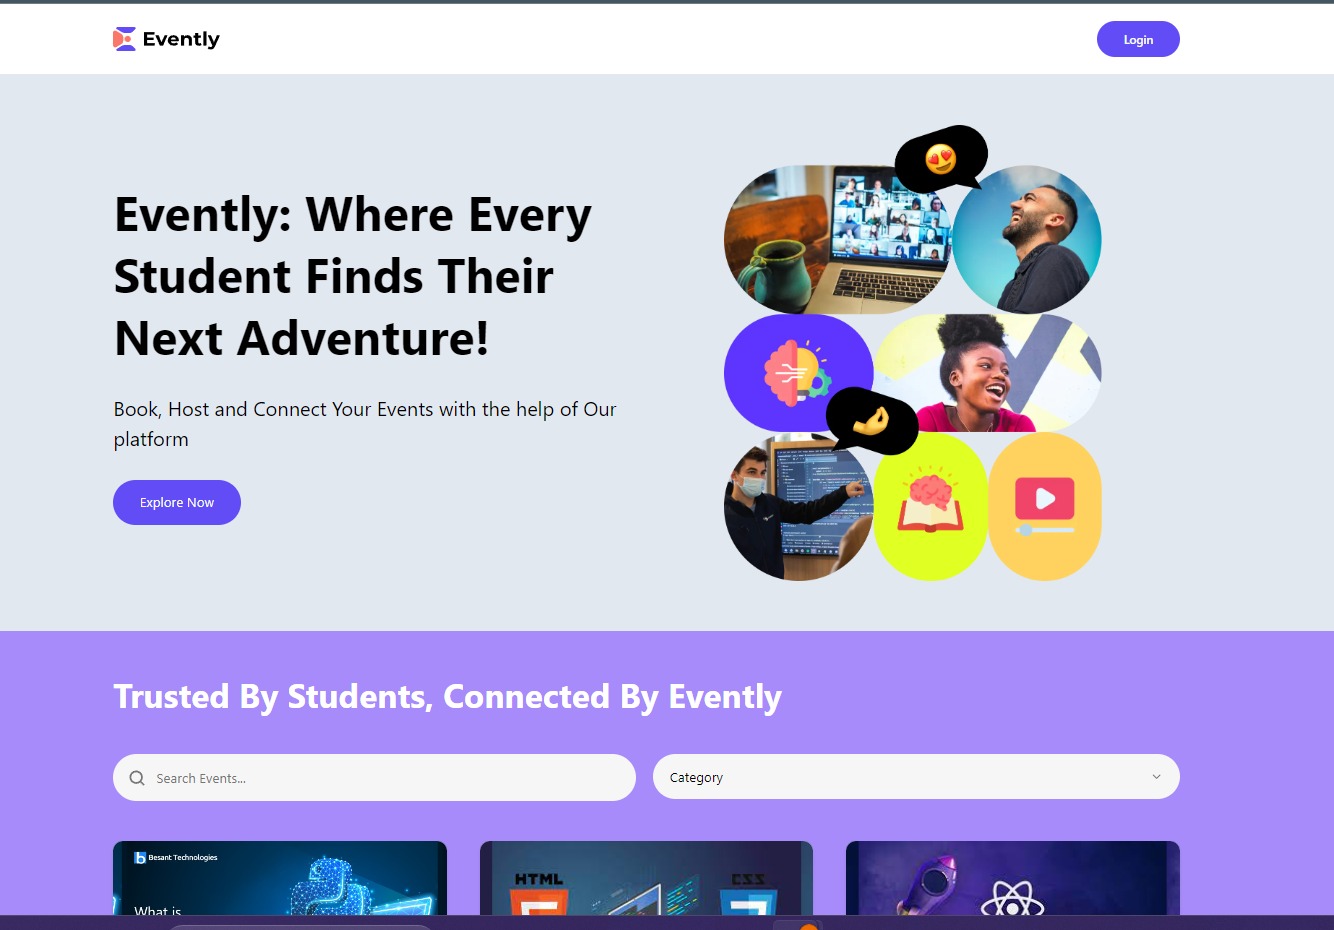 Evently
Login
Evently: Where Every
Student Finds Their
Next Adventure!
Book, Host and Connect Your Events with the help of Our
platform
Explore Now
Trusted By Students, Connected By Evently
Search Events...
Category
b Besant Technologies
What is
HTML
CSS